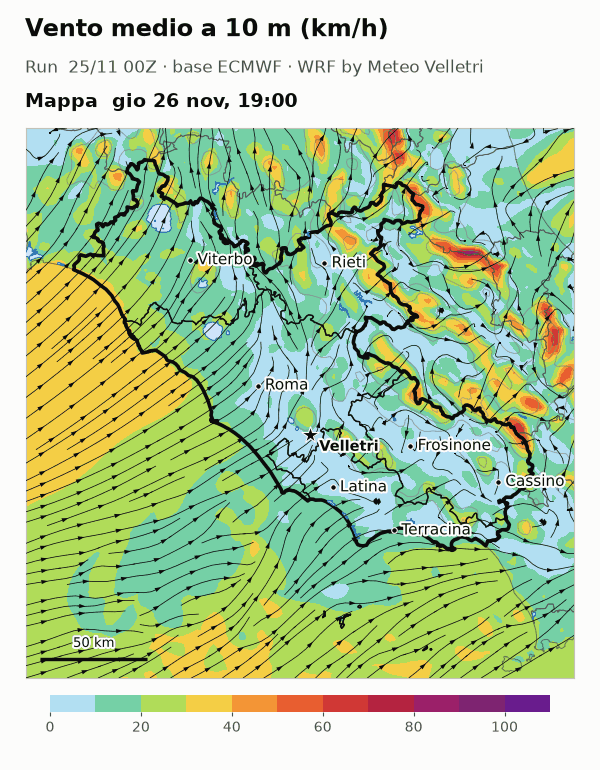 Vento medio a 10 m (km/h)
Run 25/11 00Z · base ECMWF · WRF by Meteo Velletri
Mappa gio 26 nov, 19:00
Viterbo
Rieti
Roma
Velletri
Frosinone
Cassino
Latina
Terracina
50 km
0 20 40 60 80 100